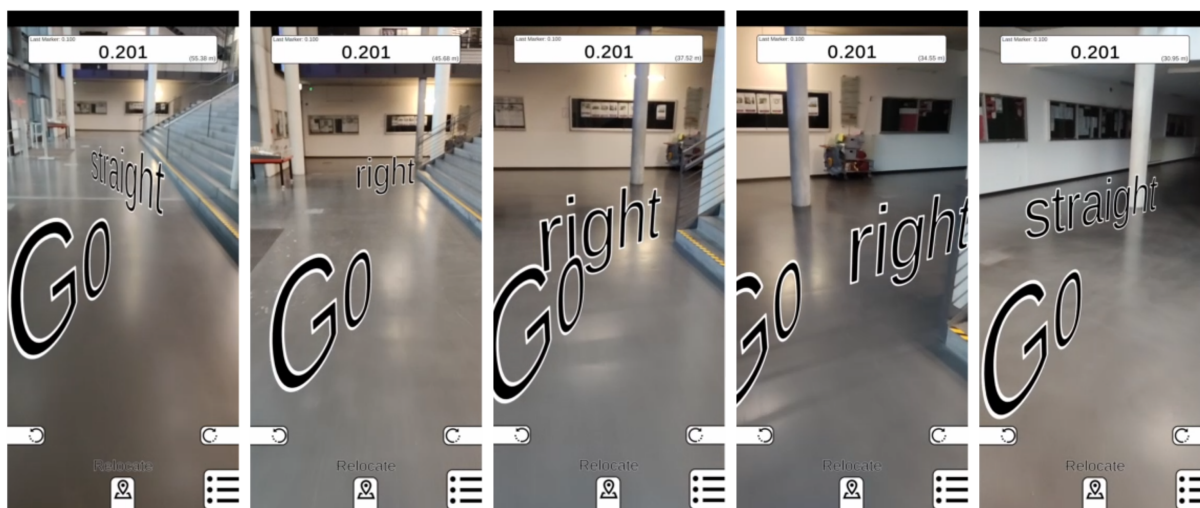 Last Marker: 0.100
0.201
(55.38 m)
straight
Go
Relocate
Last Marker: 0.100
0.201
(45.68 m)
right
Go
Relocate
Last Marker: 0.100
0.201
(37.52 m)
right
Go
Relocate
Last Marker: 0.100
0.201
(34.55 m)
right
Go
Relocate
Last Marker: 0.100
0.201
(30.95 m)
straight
Go
Relocate